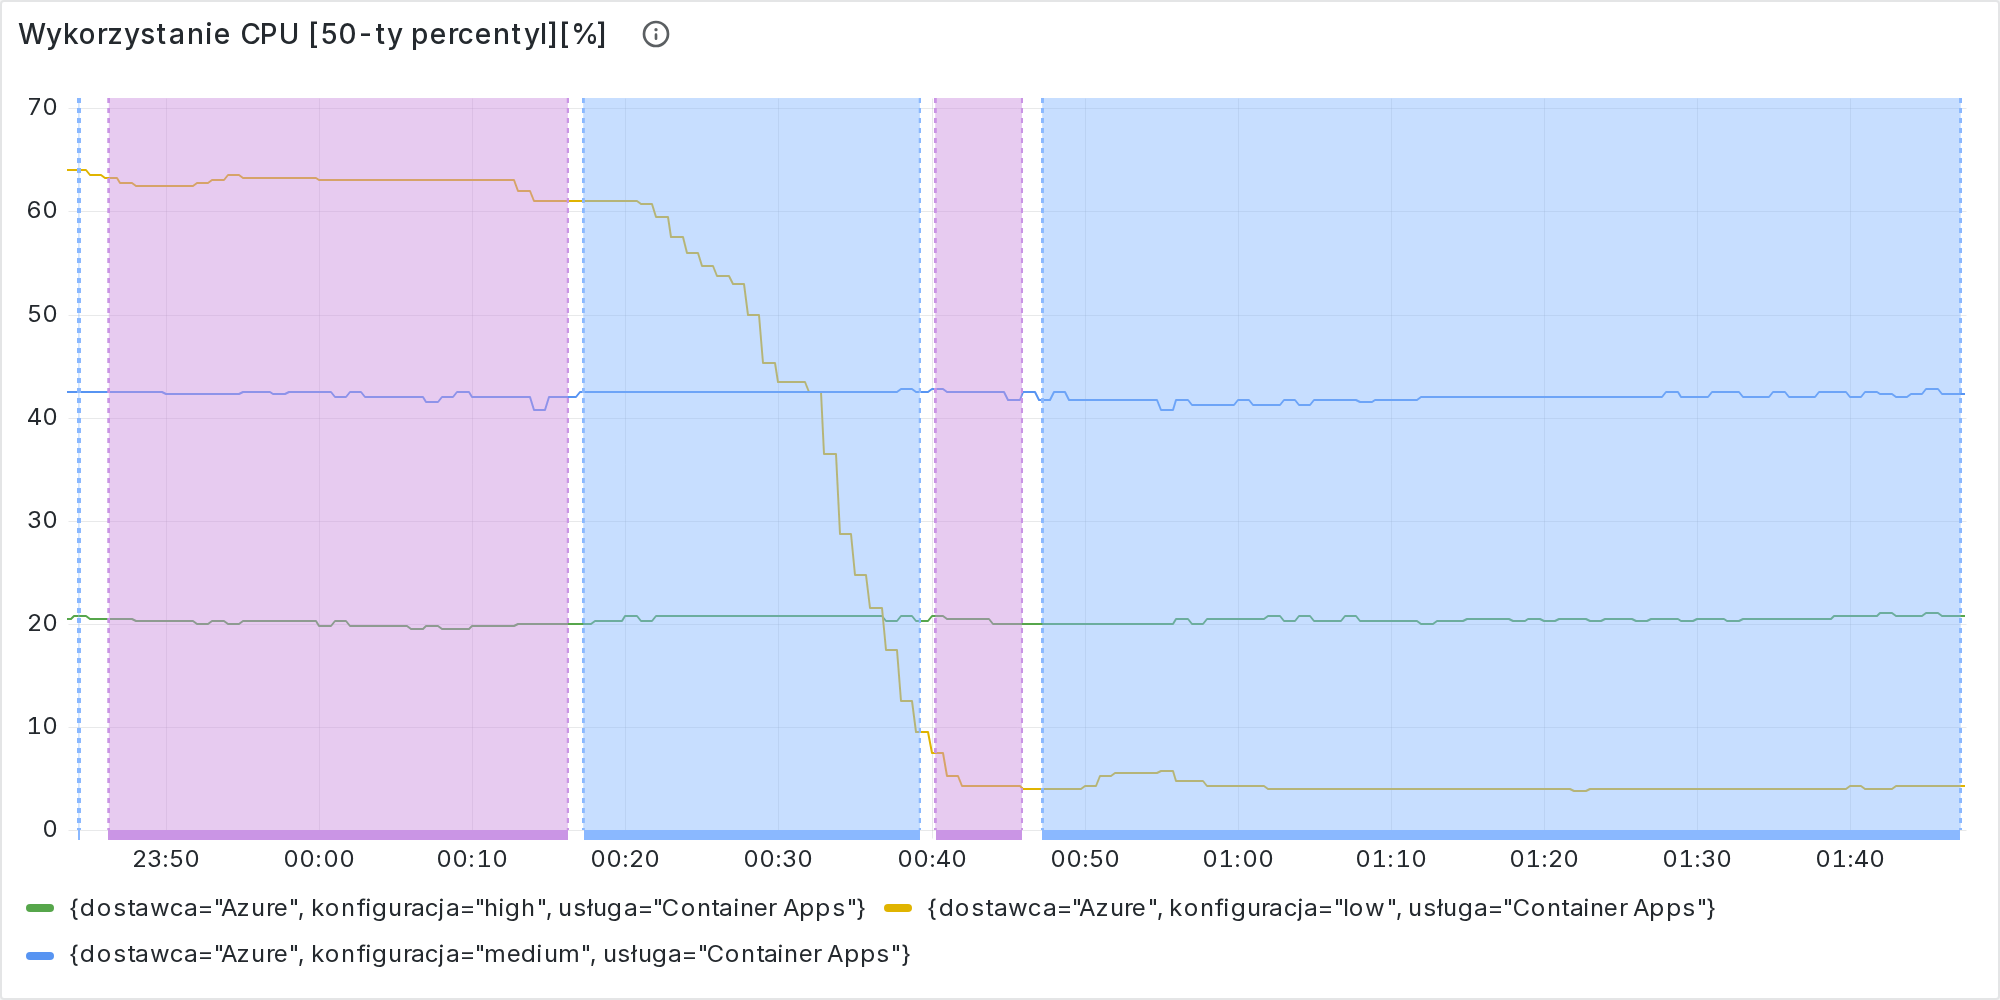 Wykorzystanie CPU [50-ty percentyl][%]
70
60
50
40
30
20
10
0
23:50 00:00 00:10 00:20 00:30 00:40 00:50 01:00 01:10 01:20 01:30 01:40
{dostawca="Azure", konfiguracja="high", usługa="Container Apps"} {dostawca="Azure", konfiguracja="low", usługa="Container Apps"}
{dostawca="Azure", konfiguracja="medium", usługa="Container Apps"}